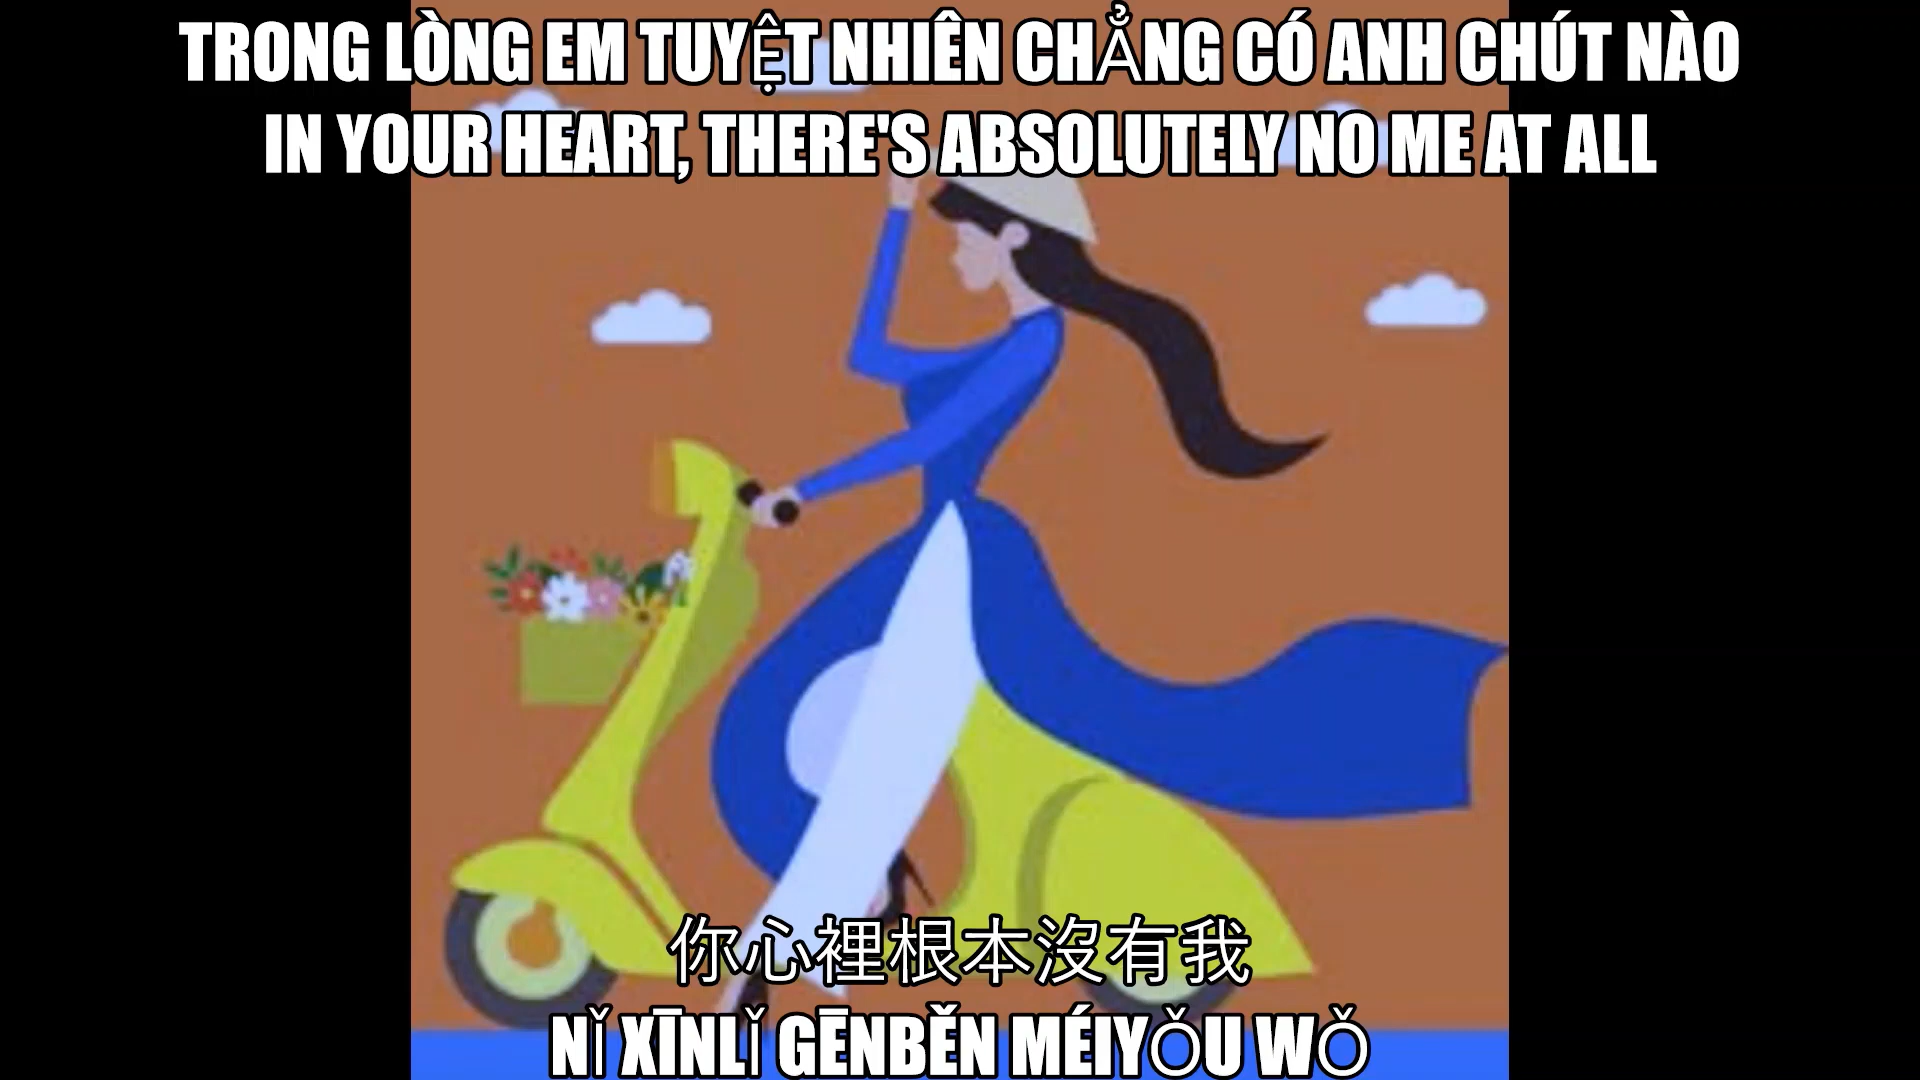 TRONG LÒNG EM TUYỆT NHIÊN CHẲNG CÓ ANH CHÚT NÀO
IN YOUR HEART, THERE'S ABSOLUTELY NO ME AT ALL
你心裡根本沒有我
NǏ XĪNLǏ GĒNBĚN MÉIYǑU WǑ